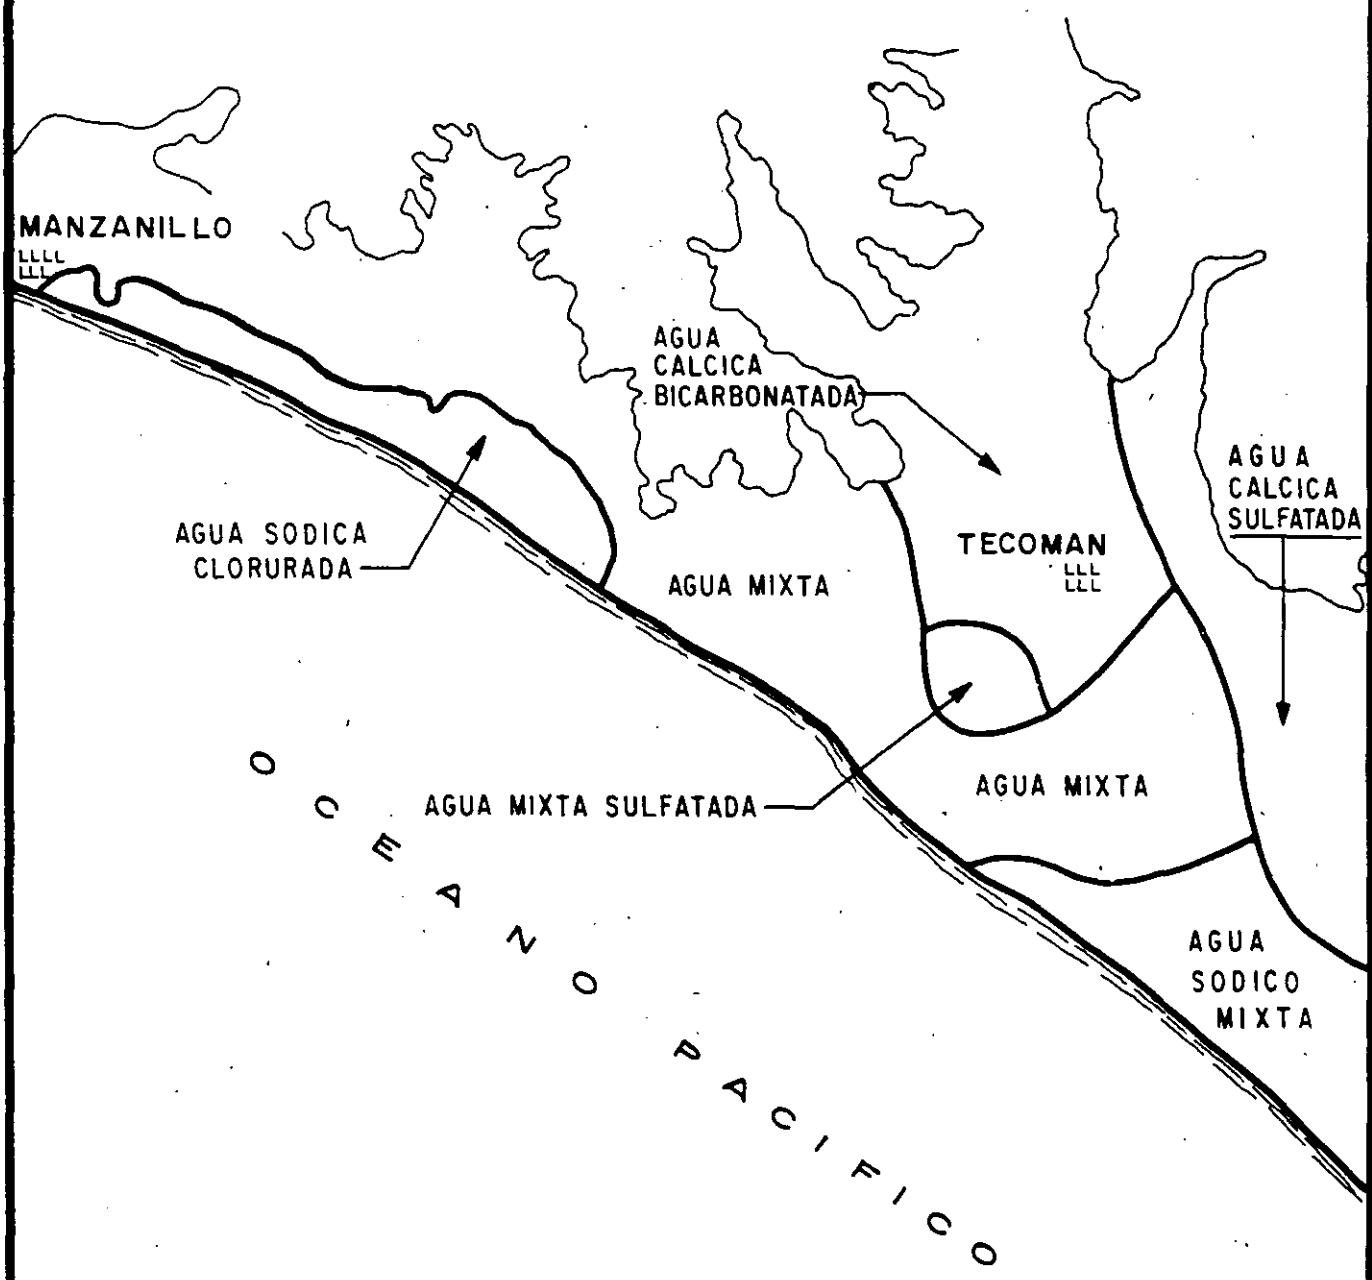 MANZANILLO
AGUA
CALCICA
BICARBONATADA
AGUA
CALCICA
SULFATADA
AGUA SODICA
CLORURADA
TECOMAN
AGUA MIXTA
AGUA MIXTA
AGUA MIXTA SULFATADA
AGUA
SODICO
MIXTA
OCEANO PACIFICO